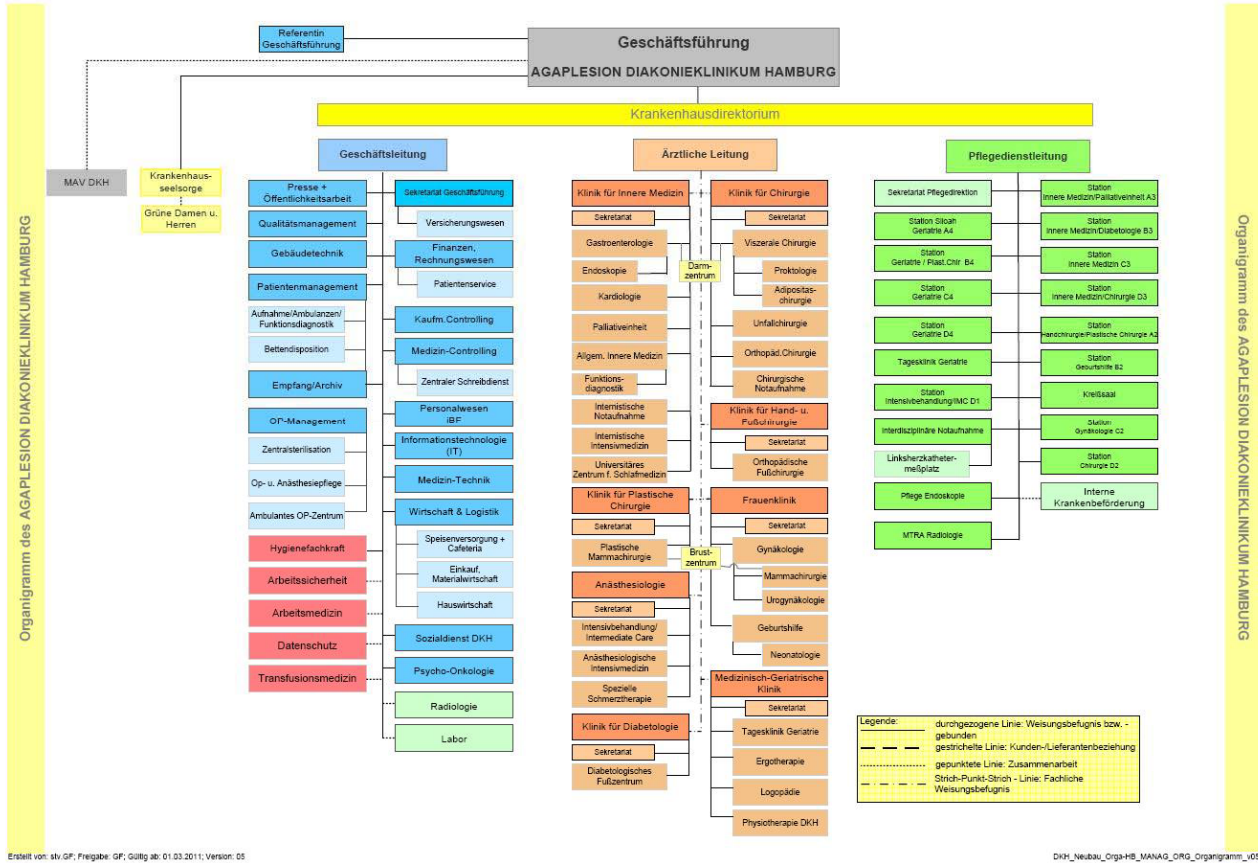 Organigramm des AGAPLESION DIAKONIEKLINIKUM HAMBURG
Referentin
Geschäftsführung
Geschäftsführung
AGAPLESION DIAKONIEKLINIKUM HAMBURG
Krankenhausdirektorium
MAV DKH
Krankenhaus-
seelsorge
Grüne Damen u.
Herren
Geschäftsleitung
Presse +
Öffentlichkeitsarbeit
Qualitätsmanagement
Gebäudetechnik
Patientenmanagement
Aufnahme/Ambulanzen/
Funktionsdiagnostik
Bettendisposition
Empfang/Archiv
OP-Management
Zentralsterilisation
Op- u. Anästhesiepflege
Ambulantes OP-Zentrum
Hygienefachkraft
Arbeitssicherheit
Arbeitsmedizin
Datenschutz
Transfusionsmedizin
Sekretariat Geschäftsführung
Versicherungswesen
Finanzen,
Rechnungswesen
Patientenservice
Kaufm.Controlling
Medizin-Controlling
Zentraler Schreibdienst
Personalwesen
iBF
Informationstechnologie
(IT)
Medizin-Technik
Wirtschaft & Logistik
Speisenversorgung +
Cafeteria
Einkauf,
Materialwirtschaft
Hauswirtschaft
Sozialdienst DKH
Psycho-Onkologie
Radiologie
Labor
Ärztliche Leitung
Klinik für Innere Medizin
Sekretariat
Gastroenterologie
Endoskopie
Kardiologie
Palliativeinheit
Allgem. Innere Medizin
Funktions-
diagnostik
Internistische
Notaufnahme
Internistische
Intensivmedizin
Universitäres
Zentrum f. Schlafmedizin
Klinik für Plastische
Chirurgie
Sekretariat
Plastische
Mammachirurgie
Anästhesiologie
Sekretariat
Intensivbehandlung/
Intermediate Care
Anästhesiologische
Intensivmedizin
Spezielle
Schmerztherapie
Klinik für Diabetologie
Sekretariat
Diabetologisches
Fußzentrum
Darm-
zentrum
Brust-
zentrum
Klinik für Chirurgie
Sekretariat
Viszerale Chirurgie
Proktologie
Adipositas-
chirurgie
Unfallchirurgie
Orthopäd.Chirurgie
Chirurgische
Notaufnahme
Klinik für Hand- u.
Fußchirurgie
Sekretariat
Orthopädische
Fußchirurgie
Frauenklinik
Sekretariat
Gynäkologie
Mammachirurgie
Urogynäkologie
Geburtshilfe
Neonatologie
Medizinisch-Geriatrische
Klinik
Sekretariat
Tagesklinik Geriatrie
Ergotherapie
Logopädie
Physiotherapie DKH
Pflegedienstleitung
Sekretariat Pflegedirektion
Station Siloah
Geriatrie A4
Station
Geriatrie / Plast.Chir B4
Station
Geriatrie C4
Station
Geriatrie D4
Tagesklinik Geriatrie
Station
Intensivbehandlung/IMC D1
Interdisziplinäre Notaufnahme
Linksherzkatheter-
meßplatz
Pflege Endoskopie
MTRA Radiologie
Station
Innere Medizin/Palliativeinheit A3
Station
Innere Medizin/Diabetologie B3
Station
Innere Medizin C3
Station
Innere Medizin/Chirurgie D3
Station
Handchirurgie/Plastische Chirurgie A2
Station
Geburtshilfe B2
Kreißsaal
Station
Gynäkologie C2
Station
Chirurgie D2
Interne
Krankenbeförderung
Legende:
durchgezogene Linie: Weisungsbefugnis bzw. -
gebunden
gestrichelte Linie: Kunden-/Lieferantenbeziehung
gepunktete Linie: Zusammenarbeit
Strich-Punkt-Strich - Linie: Fachliche
Weisungsbefugnis
Organigramm des AGAPLESION DIAKONIEKLINIKUM HAMBURG
Erstellt von: stv.GF; Freigabe: GF; Gültig ab: 01.03.2011; Version: 05
DKH_Neubau_Orga-HB_MANAG_ORG_Organigramm_v05